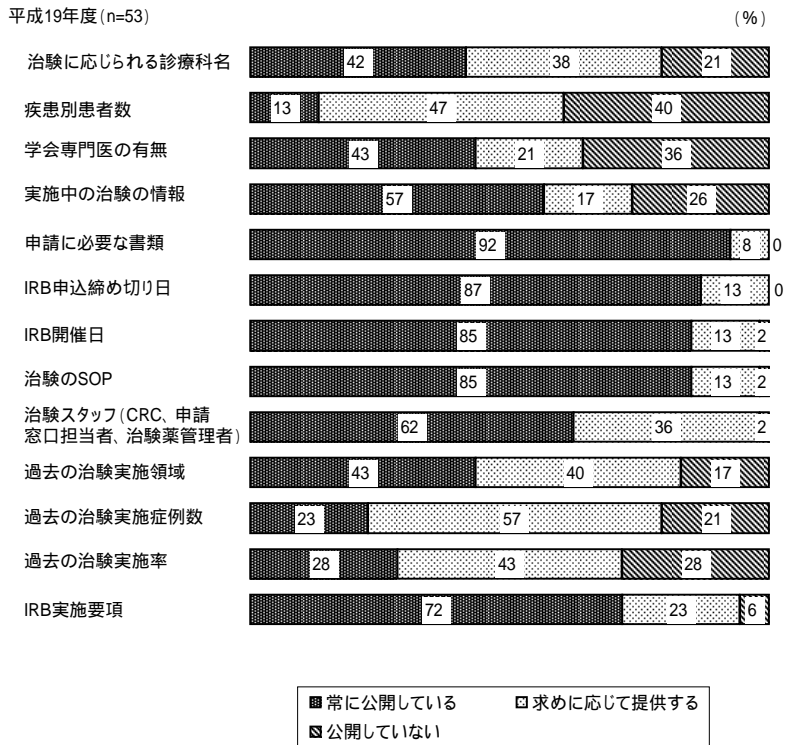 平成19年度(n=53)
(%)
治験に応じられる診療科名 42 38 21
疾患別患者数 13 47 40
学会専門医の有無 43 21 36
実施中の治験の情報 57 17 26
申請に必要な書類 92 8 0
IRB申込締め切り日 87 13 0
IRB開催日 85 13 2
治験のSOP 85 13 2
治験スタッフ(CRC、申請
窓口担当者、治験薬管理者) 62 36 2
過去の治験実施領域 43 40 17
過去の治験実施症例数 23 57 21
過去の治験実施率 28 43 28
IRB実施要項 72 23 6
常に公開している 求めに応じて提供する
公開していない